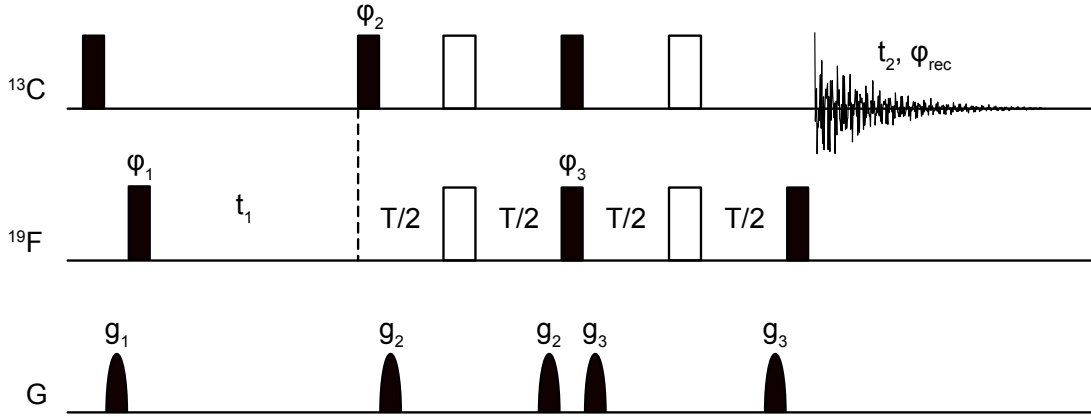 φ₂
¹³C
t₂, φrec
φ₁
t₁
φ₃
¹⁹F
T/2 T/2 T/2 T/2
g₁ g₂ g₂ g₃ g₃
G